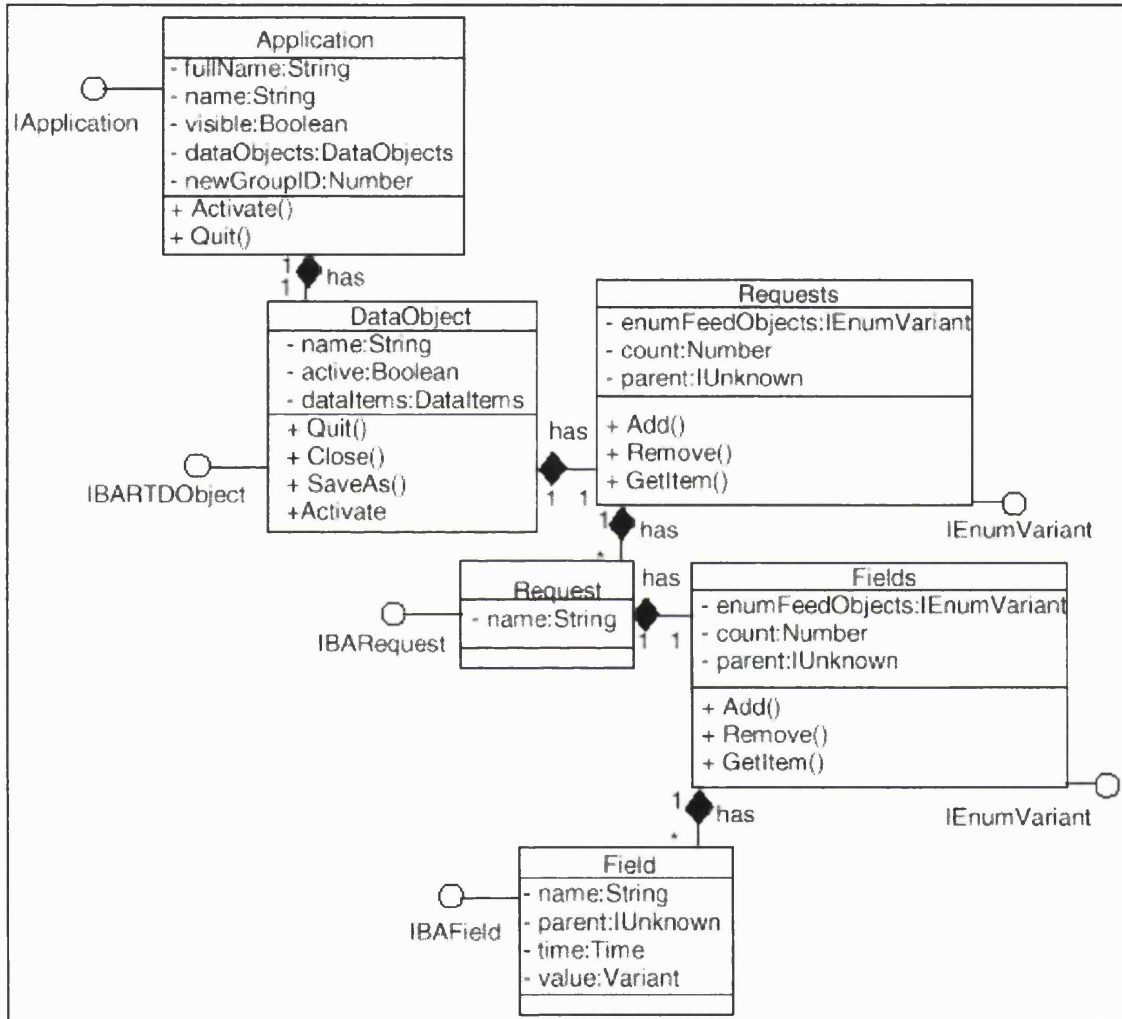 Application
- fullName:String
- name:String
- visible:Boolean
- dataObjects:DataObjects
- newGroupID:Number
+ Activate()
+ Quit()
IApplication
1
1
has
DataObject
- name:String
- active:Boolean
- dataItems:DataItems
+ Quit()
+ Close()
+ SaveAs()
+Activate
IBARTDObject
has
1 1
Requests
- enumFeedObjects:IEnumVariant
- count:Number
- parent:IUnknown
+ Add()
+ Remove()
+ GetItem()
IEnumVariant
1
has
*
Request
- name:String
IBARequest
has
1 1
Fields
- enumFeedObjects:IEnumVariant
- count:Number
- parent:IUnknown
+ Add()
+ Remove()
+ GetItem()
IEnumVariant
1
has
*
Field
- name:String
- parent:IUnknown
- time:Time
- value:Variant
IBAField